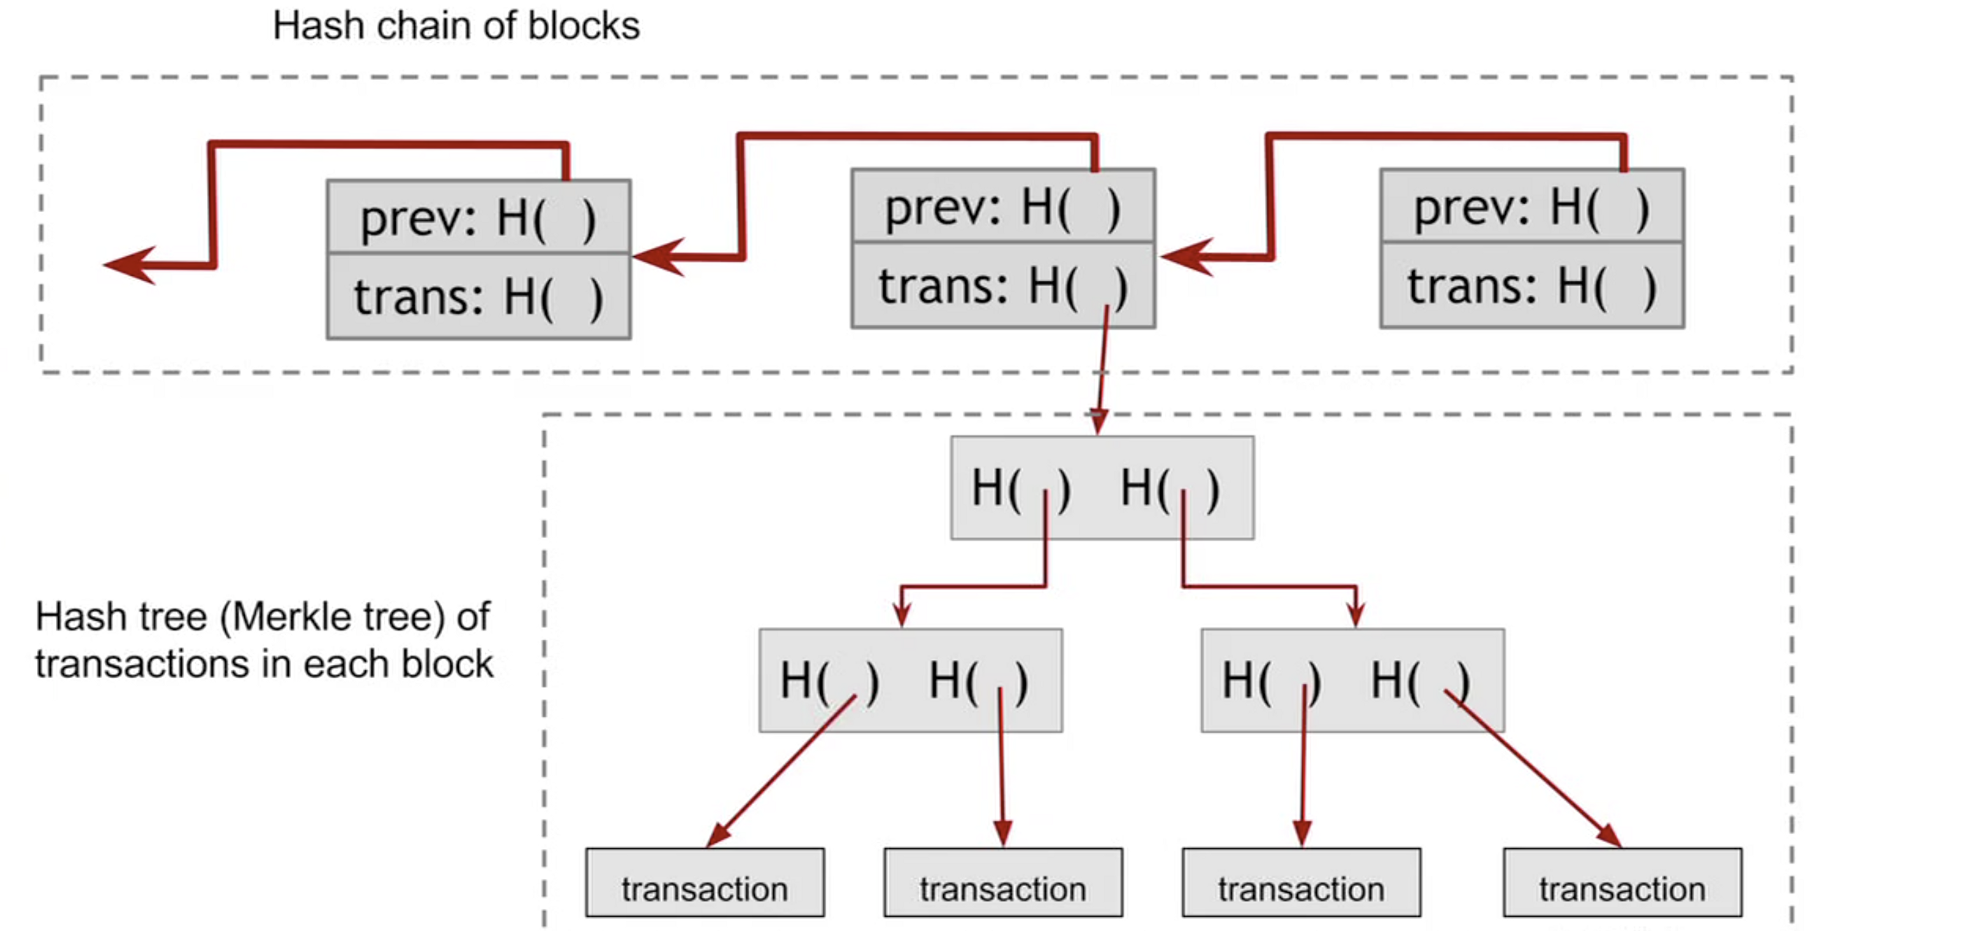 Hash chain of blocks
prev: H( )
trans: H( )
prev: H( )
trans: H( )
prev: H( )
trans: H( )
H( ) H( )
Hash tree (Merkle tree) of
transactions in each block
H( ) H( )
H( ) H( )
transaction
transaction
transaction
transaction